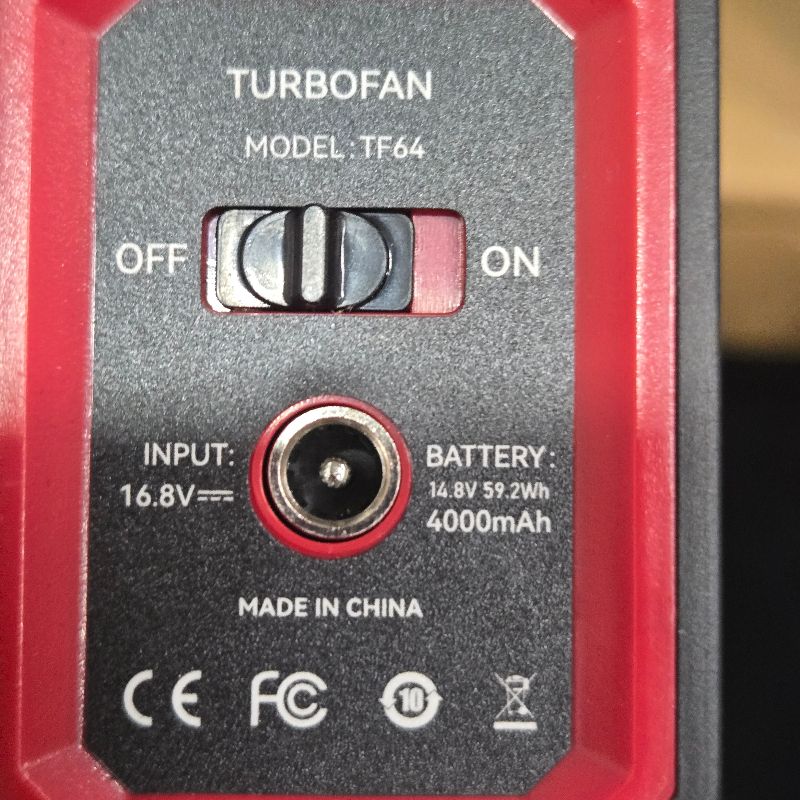 TURBOFAN
MODEL: TF64
OFF ON
INPUT:
16.8V⎓
BATTERY:
14.8V 59.2Wh
4000mAh
MADE IN CHINA
CE FC 10